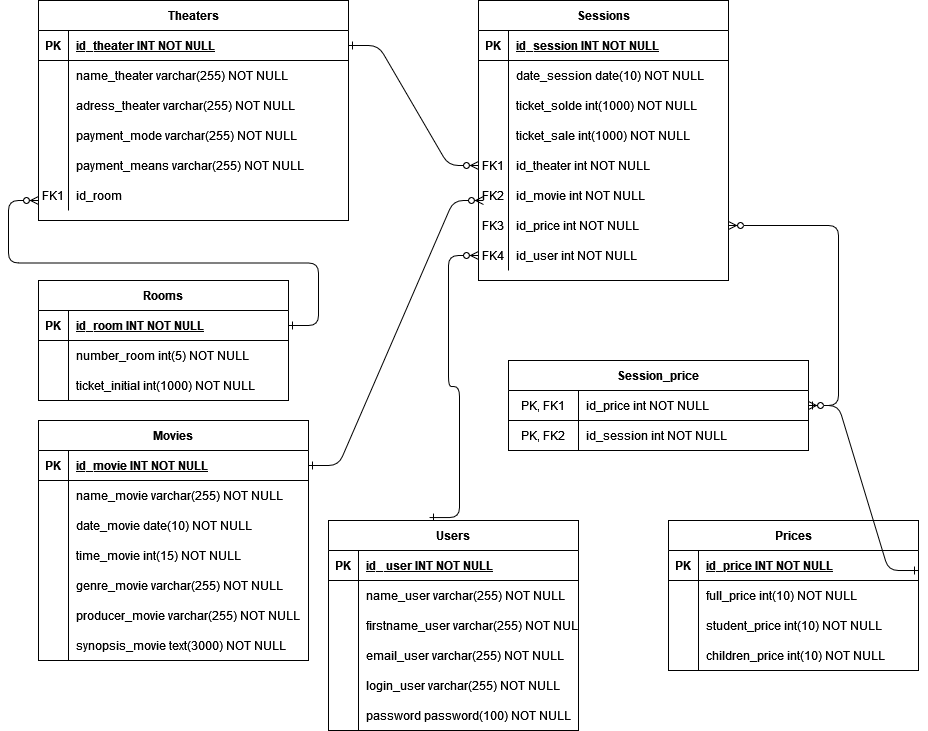 Theaters
PK id_theater INT NOT NULL
name_theater varchar(255) NOT NULL
adress_theater varchar(255) NOT NULL
payment_mode varchar(255) NOT NULL
payment_means varchar(255) NOT NULL
FK1 id_room
Sessions
PK id_session INT NOT NULL
date_session date(10) NOT NULL
ticket_solde int(1000) NOT NULL
ticket_sale int(1000) NOT NULL
FK1 id_theater int NOT NULL
FK2 id_movie int NOT NULL
FK3 id_price int NOT NULL
FK4 id_user int NOT NULL
Rooms
PK id_room INT NOT NULL
number_room int(5) NOT NULL
ticket_initial int(1000) NOT NULL
Session_price
PK, FK1 id_price int NOT NULL
PK, FK2 id_session int NOT NULL
Movies
PK id_movie INT NOT NULL
name_movie varchar(255) NOT NULL
date_movie date(10) NOT NULL
time_movie int(15) NOT NULL
genre_movie varchar(255) NOT NULL
producer_movie varchar(255) NOT NULL
synopsis_movie text(3000) NOT NULL
Users
PK id_user INT NOT NULL
name_user varchar(255) NOT NULL
firstname_user varchar(255) NOT NUL
email_user varchar(255) NOT NULL
login_user varchar(255) NOT NULL
password password(100) NOT NULL
Prices
PK id_price INT NOT NULL
full_price int(10) NOT NULL
student_price int(10) NOT NULL
children_price int(10) NOT NULL